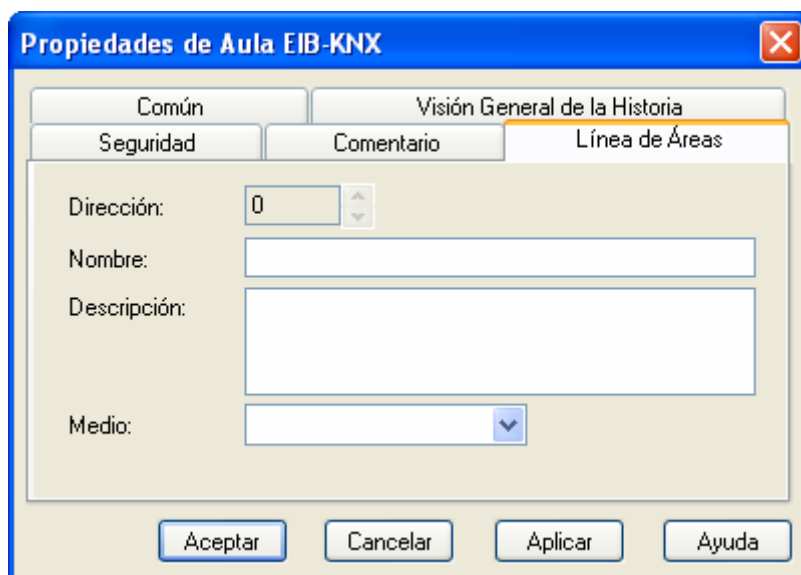 Propiedades de Aula EIB-KNX
Común
Visión General de la Historia
Seguridad
Comentario
Línea de Áreas
Dirección:
0
Nombre:
Descripción:
Medio:
Aceptar
Cancelar
Aplicar
Ayuda